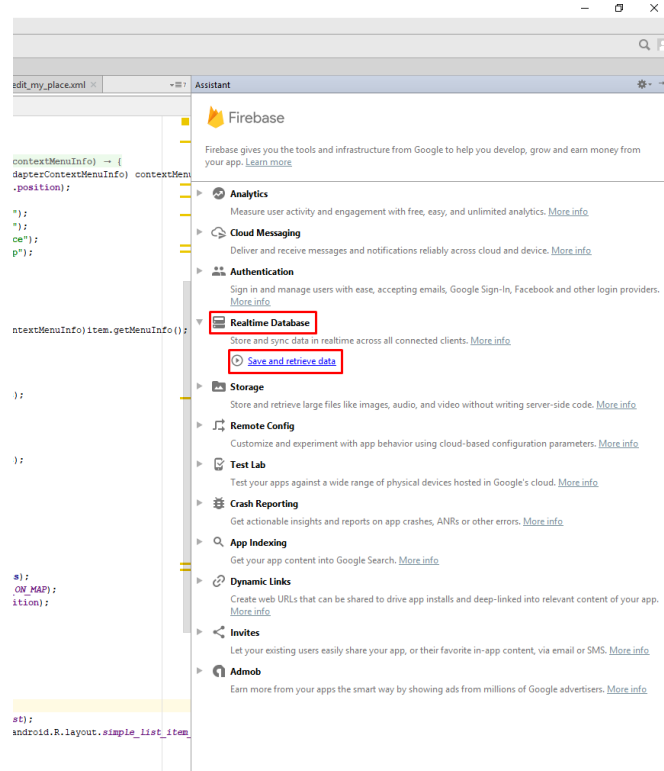 edit_my_place.xml
Assistant
Firebase
Firebase gives you the tools and infrastructure from Google to help you develop, grow and earn money from
your app. Learn more
contextMenuInfo) → {
dapterContextMenuInfo) contextMenu
.position);
");
");
ce");
p");
ntextMenuInfo)item.getMenuInfo();
);
);
s);
ON_MAP);
ition);
st);
android.R.layout.simple_list_item_
Analytics
Measure user activity and engagement with free, easy, and unlimited analytics. More info
Cloud Messaging
Deliver and receive messages and notifications reliably across cloud and device. More info
Authentication
Sign in and manage users with ease, accepting emails, Google Sign-In, Facebook and other login providers.
More info
Realtime Database
Store and sync data in realtime across all connected clients. More info
Save and retrieve data
Storage
Store and retrieve large files like images, audio, and video without writing server-side code. More info
Remote Config
Customize and experiment with app behavior using cloud-based configuration parameters. More info
Test Lab
Test your apps against a wide range of physical devices hosted in Google's cloud. More info
Crash Reporting
Get actionable insights and reports on app crashes, ANRs or other errors. More info
App Indexing
Get your app content into Google Search. More info
Dynamic Links
Create web URLs that can be shared to drive app installs and deep-linked into relevant content of your app.
More info
Invites
Let your existing users easily share your app, or their favorite in-app content, via email or SMS. More info
Admob
Earn more from your apps the smart way by showing ads from millions of Google advertisers. More info